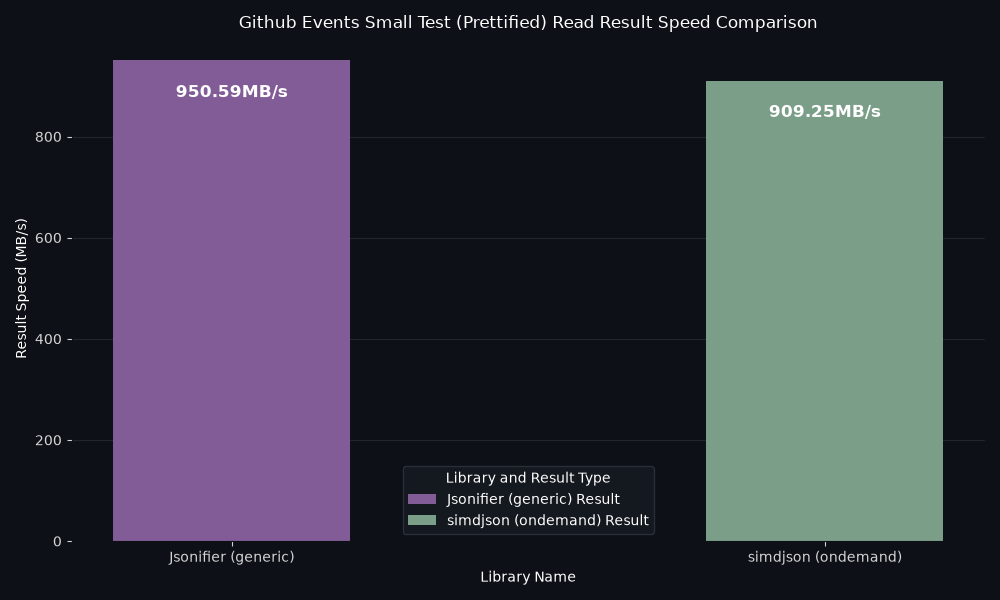 Github Events Small Test (Prettified) Read Result Speed Comparison
950.59MB/s
909.25MB/s
Result Speed (MB/s)
800
600
400
200
0
Library and Result Type
Jsonifier (generic) Result
simdjson (ondemand) Result
Jsonifier (generic)
simdjson (ondemand)
Library Name